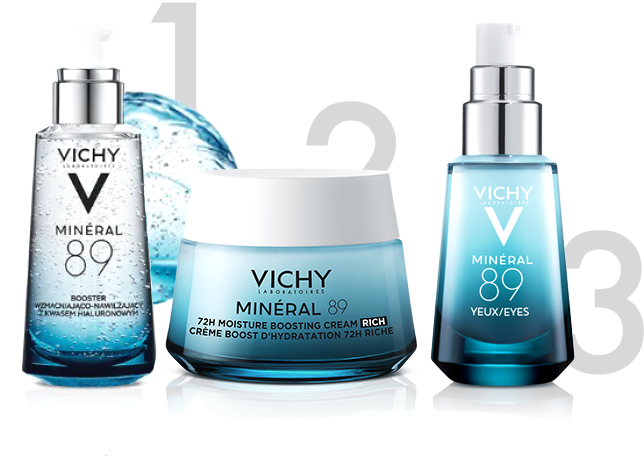 1
VICHY
LABORATOIRES
V
MINÉRAL
89
BOOSTER
WZMACNIAJĄCO-NAWILŻAJĄCY
Z KWASEM HIALURONOWYM
2
VICHY
LABORATOIRES
MINÉRAL 89
72H MOISTURE BOOSTING CREAM RICH
CRÈME BOOST D'HYDRATATION 72H RICHE
3
VICHY
LABORATOIRES
V
MINÉRAL
89
YEUX/EYES